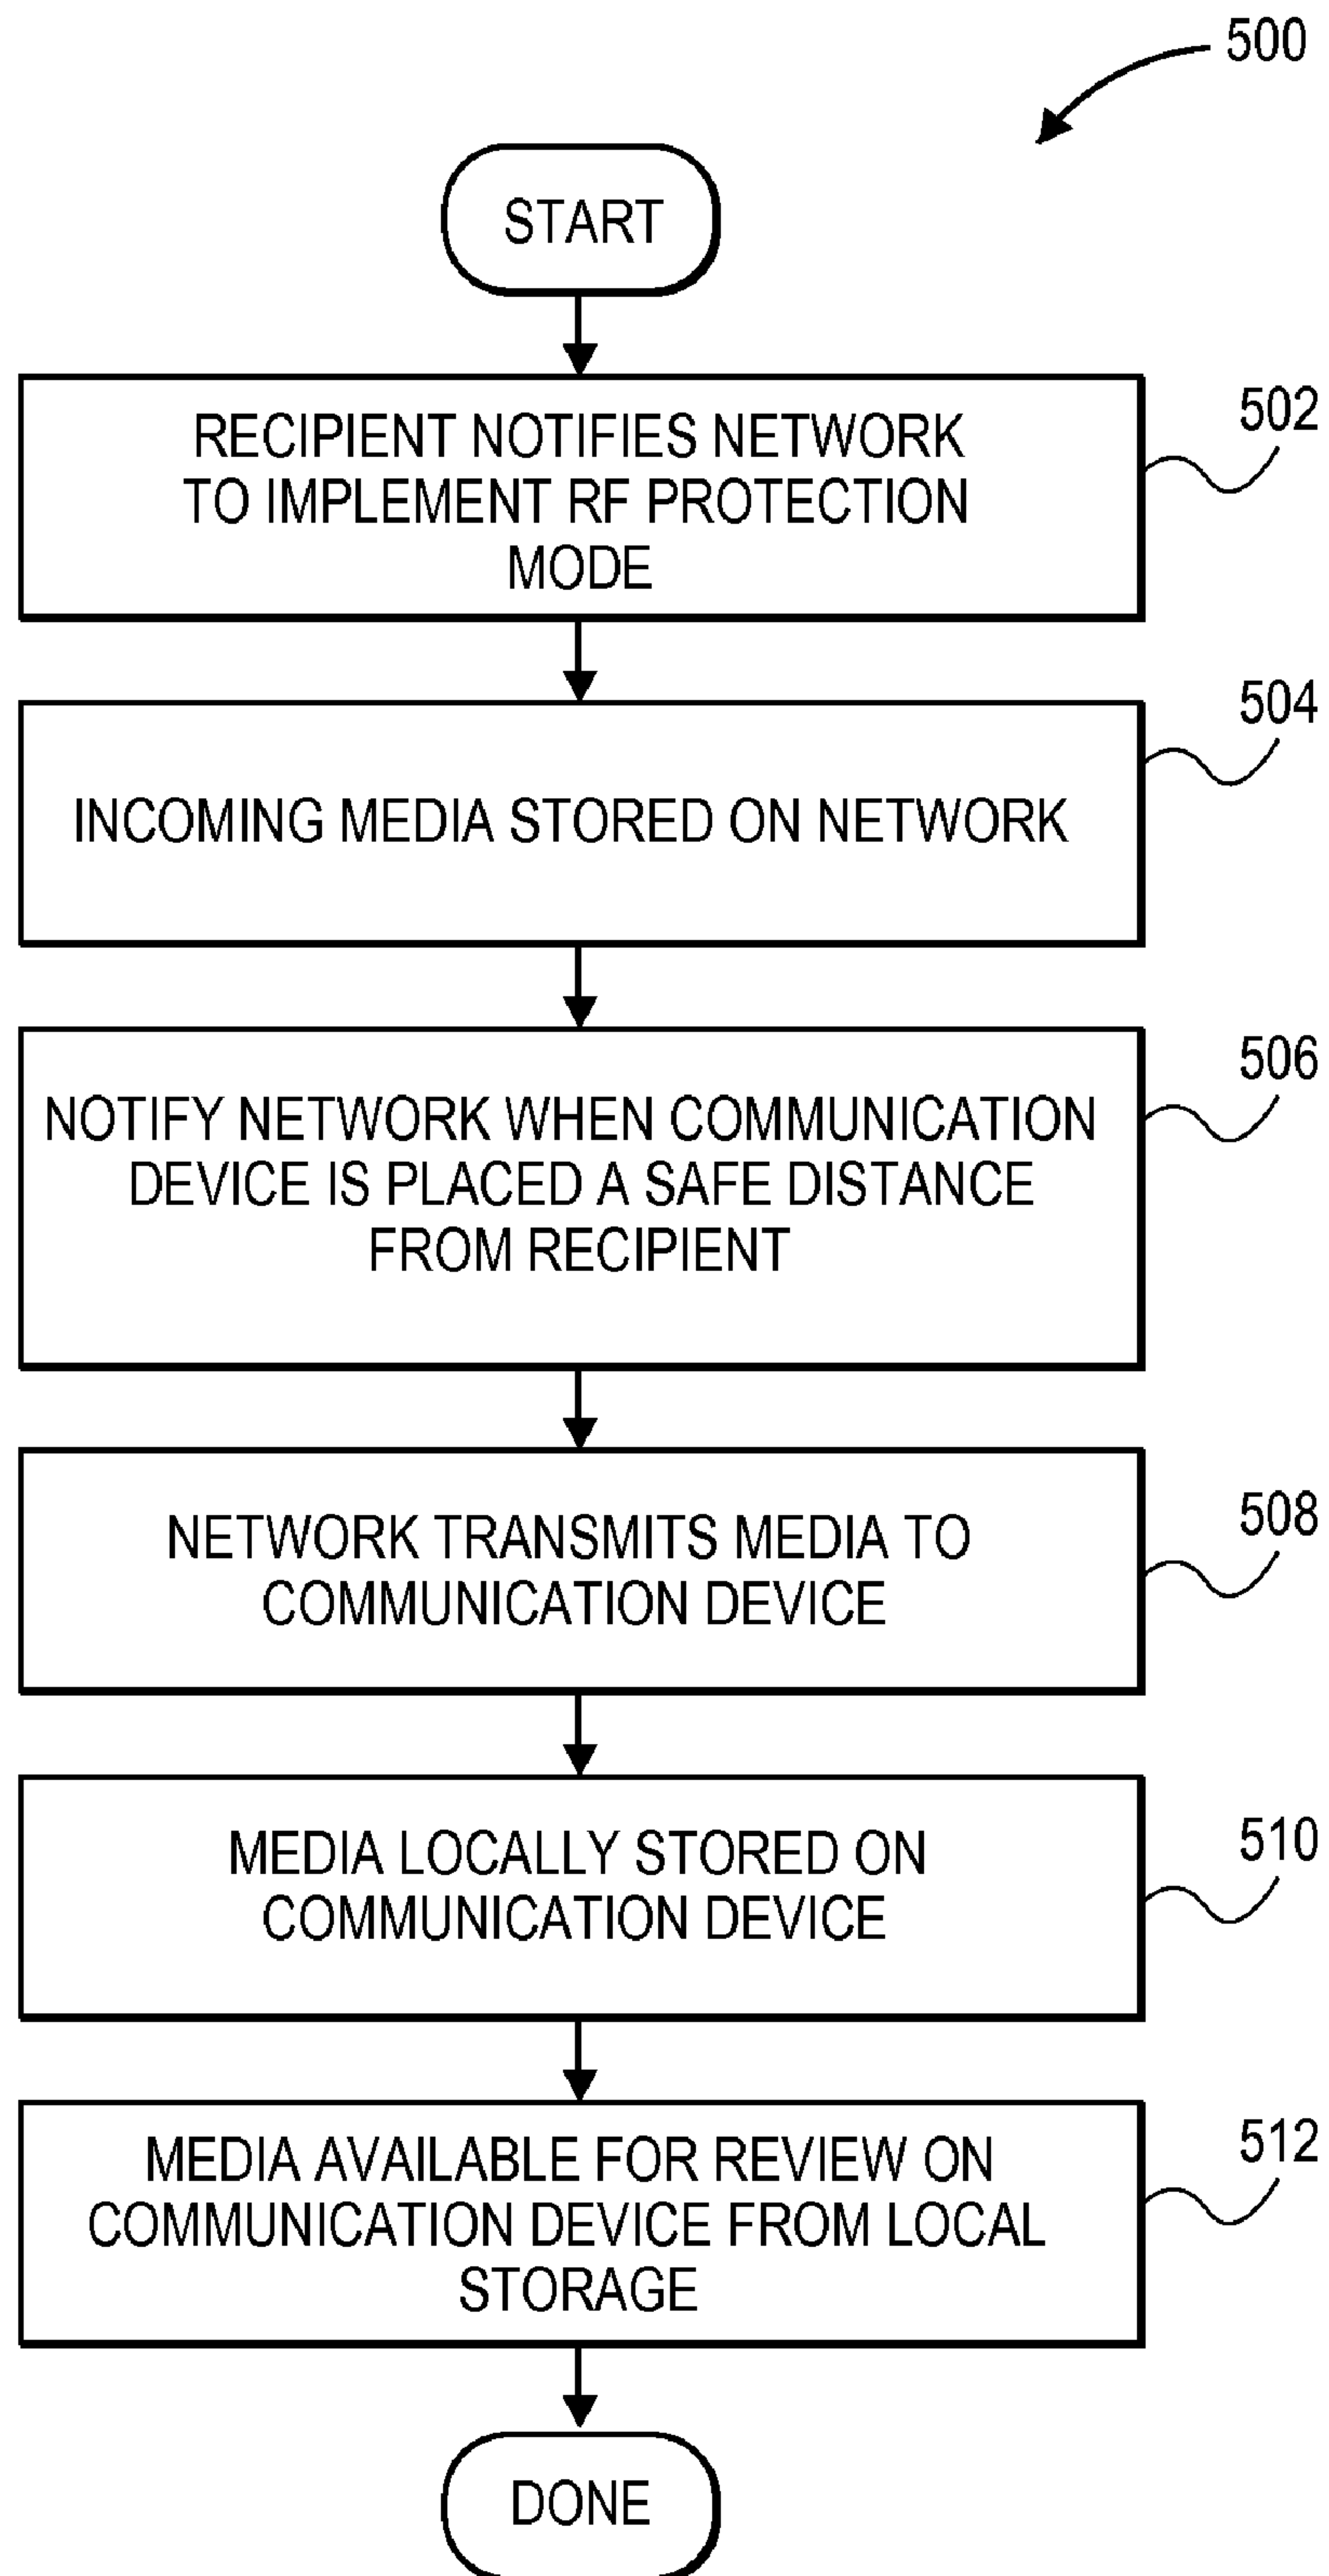 500
START
RECIPIENT NOTIFIES NETWORK
TO IMPLEMENT RF PROTECTION
MODE
502
INCOMING MEDIA STORED ON NETWORK
504
NOTIFY NETWORK WHEN COMMUNICATION
DEVICE IS PLACED A SAFE DISTANCE
FROM RECIPIENT
506
NETWORK TRANSMITS MEDIA TO
COMMUNICATION DEVICE
508
MEDIA LOCALLY STORED ON
COMMUNICATION DEVICE
510
MEDIA AVAILABLE FOR REVIEW ON
COMMUNICATION DEVICE FROM LOCAL
STORAGE
512
DONE